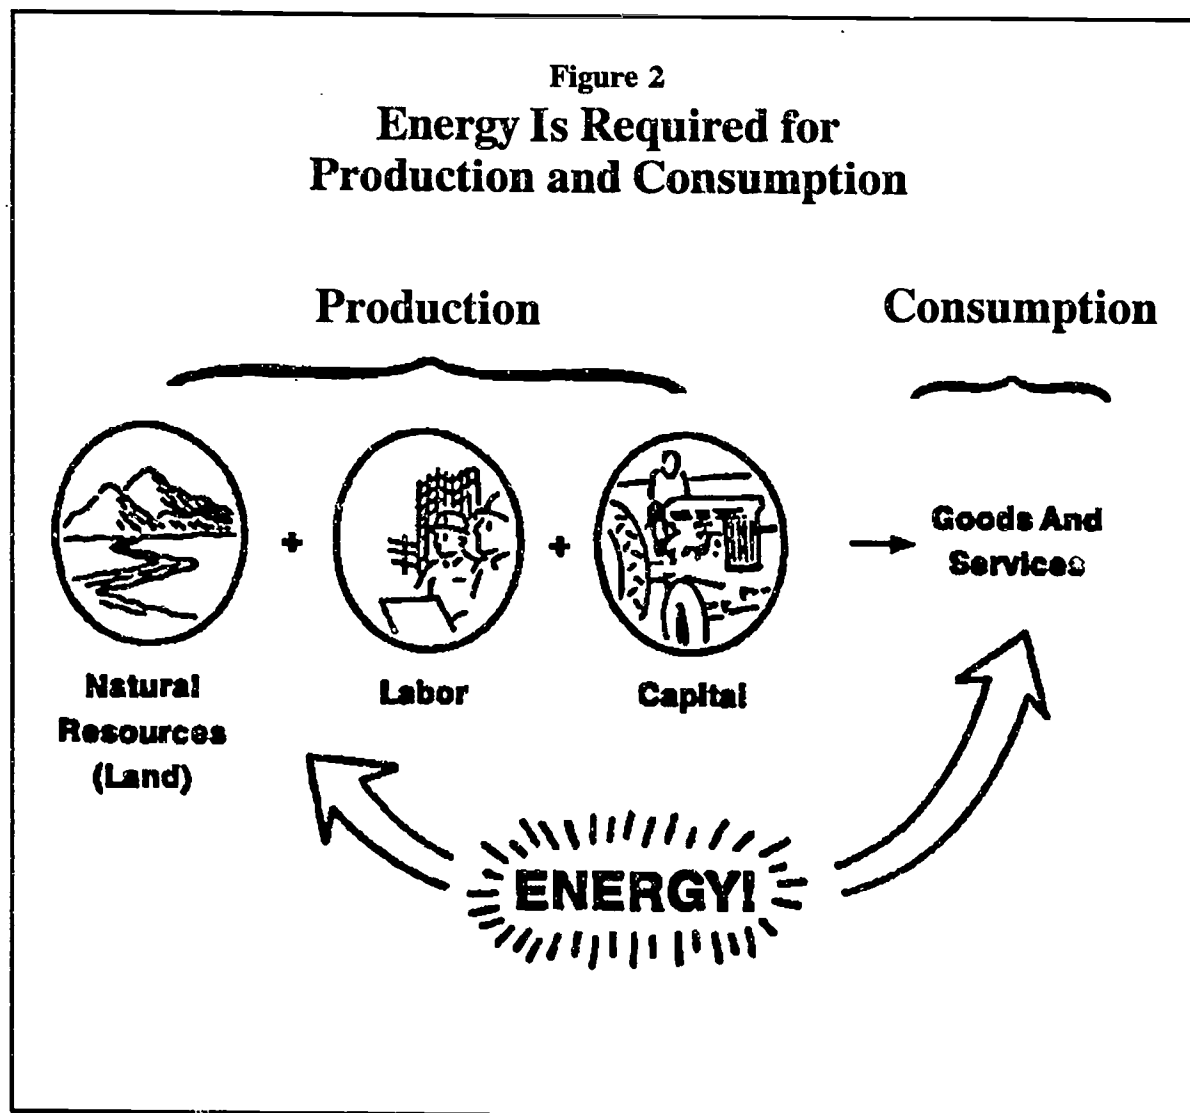 Figure 2
Energy Is Required for
Production and Consumption
Production
Consumption
+
+
Goods And
Services
Natural
Resources
(Land)
Labor
Capital
ENERGY!